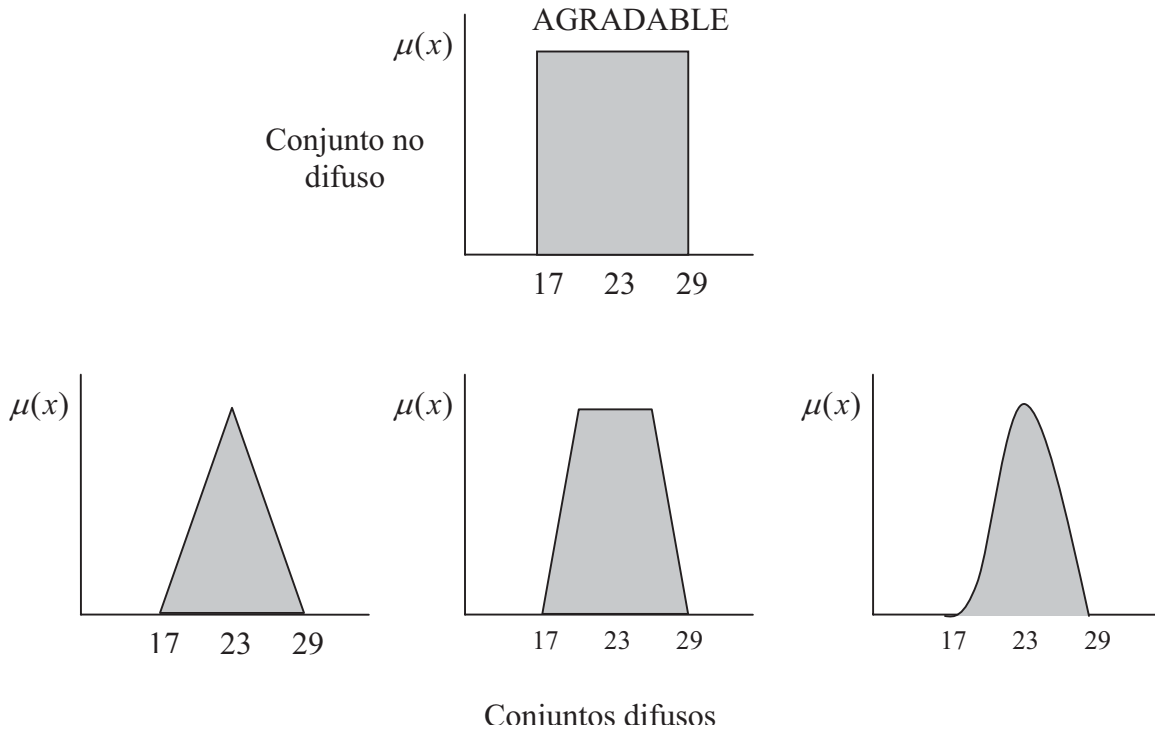 AGRADABLE
μ(x)
Conjunto no
difuso
17 23 29
μ(x)
17 23 29
μ(x)
17 23 29
μ(x)
17 23 29
Conjuntos difusos